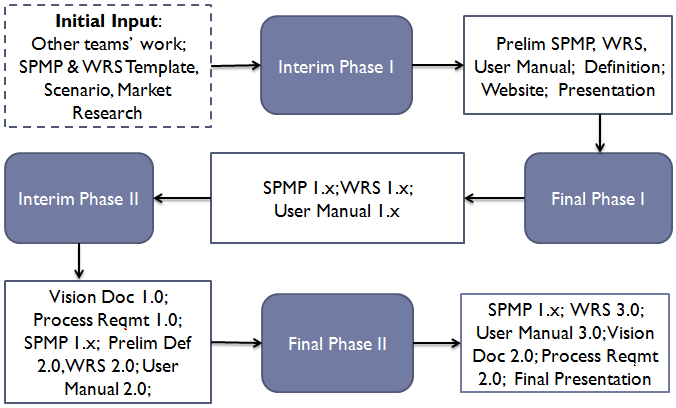 Initial Input:
Other teams' work;
SPMP & WRS Template,
Scenario, Market
Research
Interim Phase I
Prelim SPMP, WRS,
User Manual; Definition;
Website; Presentation
Final Phase I
SPMP 1.x; WRS 1.x;
User Manual 1.x
Interim Phase II
Vision Doc 1.0;
Process Reqmt 1.0;
SPMP 1.x; Prelim Def
2.0,WRS 2.0; User
Manual 2.0;
Final Phase II
SPMP 1.x; WRS 3.0;
User Manual 3.0; Vision
Doc 2.0; Process Reqmt
2.0; Final Presentation